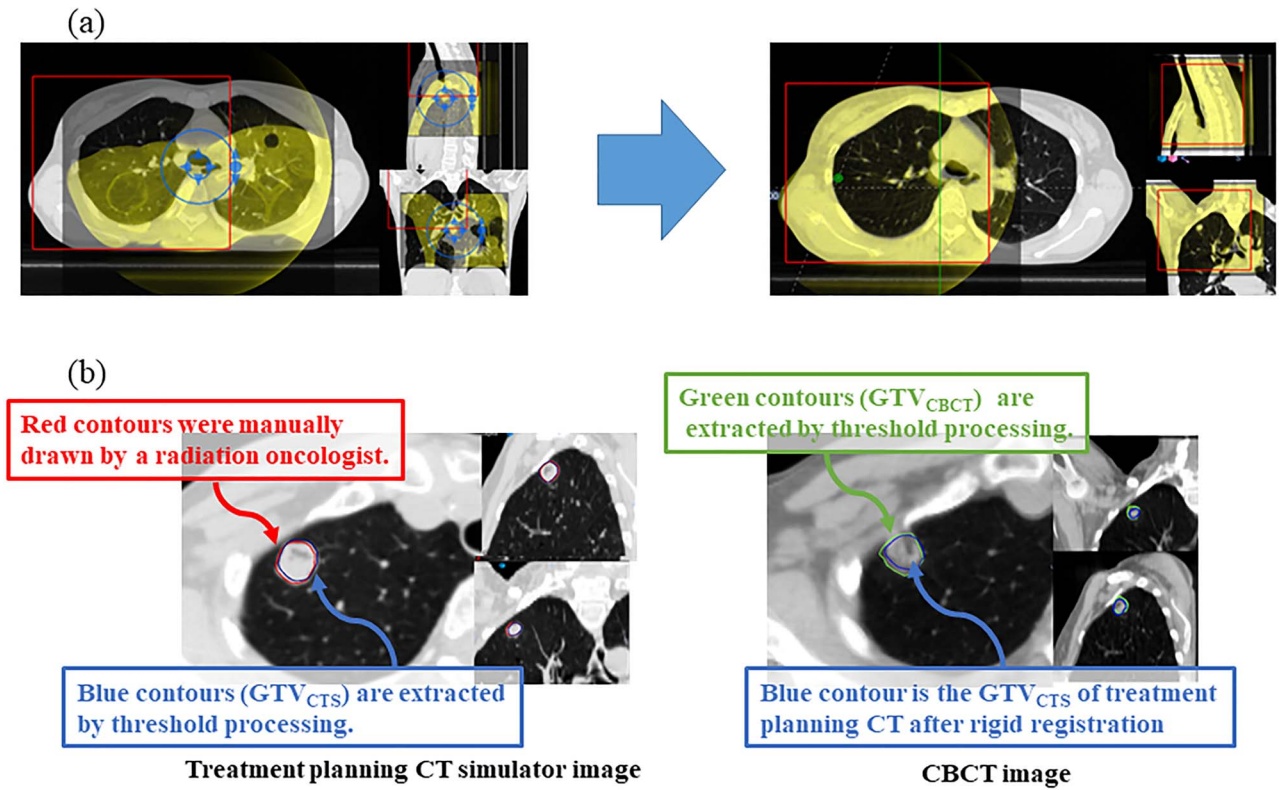 (a)
(b)
Red contours were manually
drawn by a radiation oncologist.
Green contours (GTVCBCT) are
extracted by threshold processing.
Blue contours (GTVCTS) are extracted
by threshold processing.
Blue contour is the GTVCTS of treatment
planning CT after rigid registration
Treatment planning CT simulator image
CBCT image